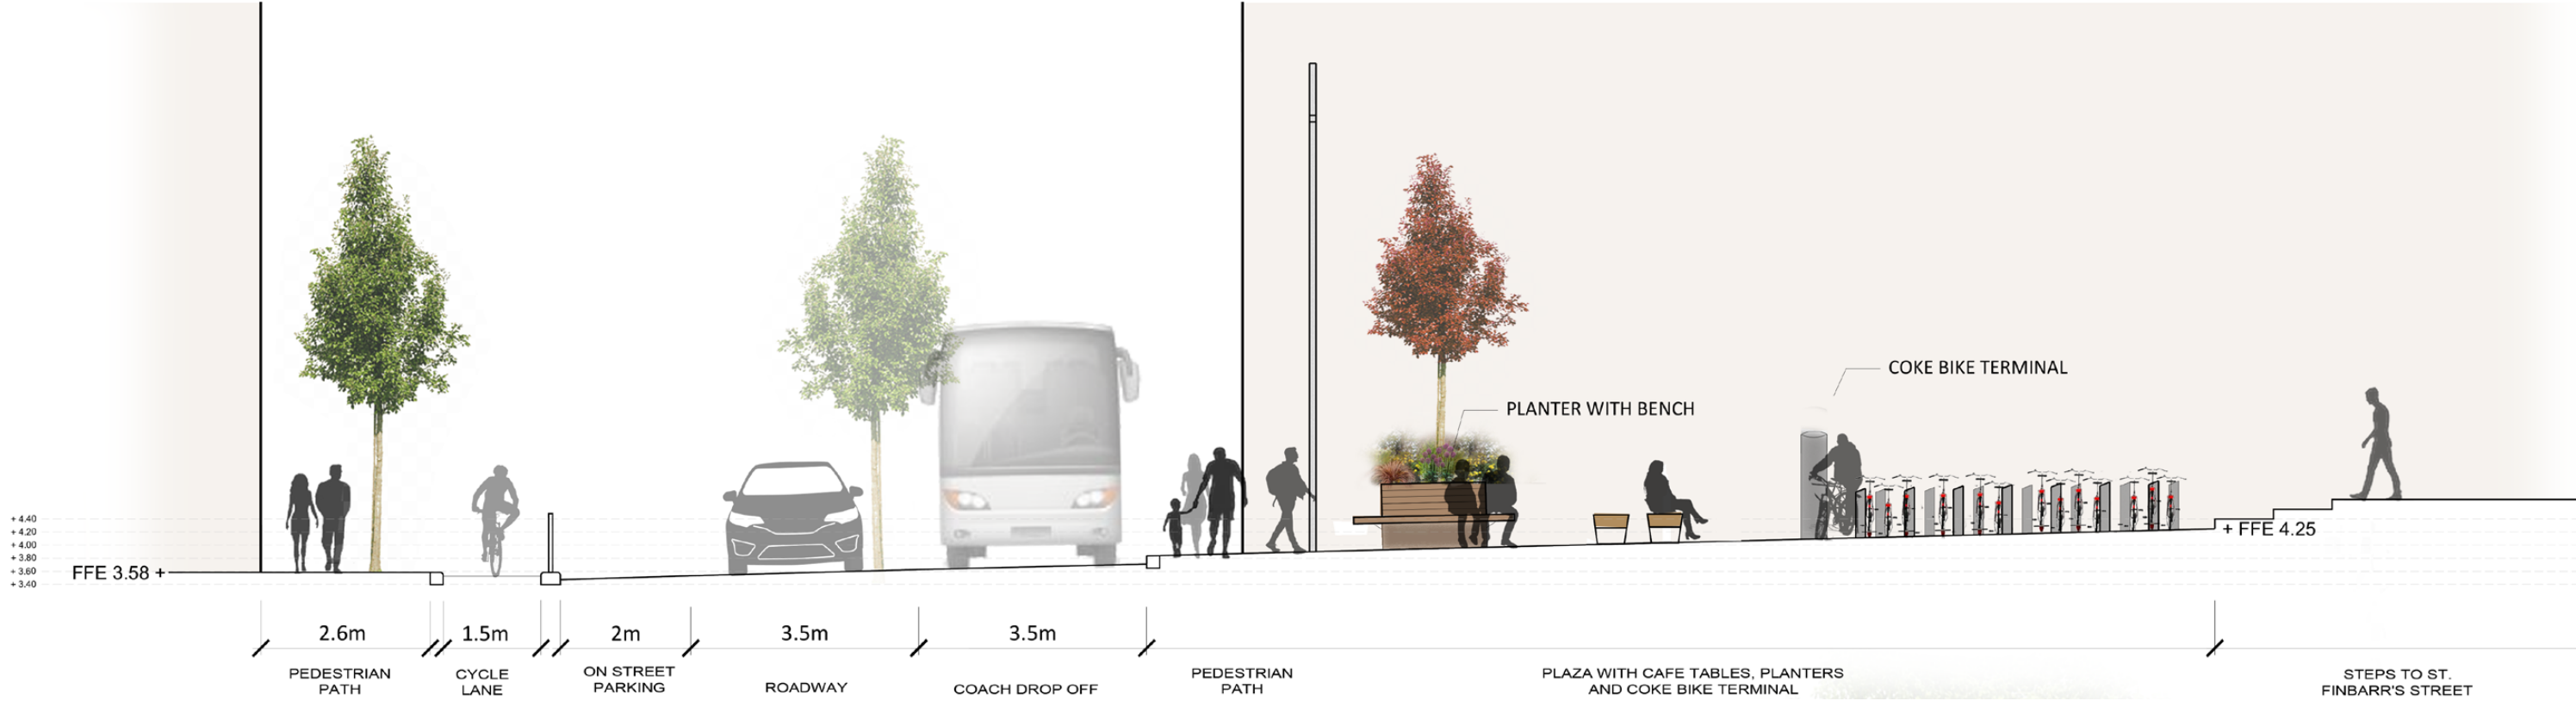 COKE BIKE TERMINAL
PLANTER WITH BENCH
+ 4.40
+ 4.20
+ 4.00
+ 3.80
+ 3.60
+ 3.40
FFE 3.58 +
+ FFE 4.25
2.6m
1.5m
2m
3.5m
3.5m
PEDESTRIAN
PATH
CYCLE
LANE
ON STREET
PARKING
ROADWAY
COACH DROP OFF
PEDESTRIAN
PATH
PLAZA WITH CAFE TABLES, PLANTERS
AND COKE BIKE TERMINAL
STEPS TO ST.
FINBARR'S STREET